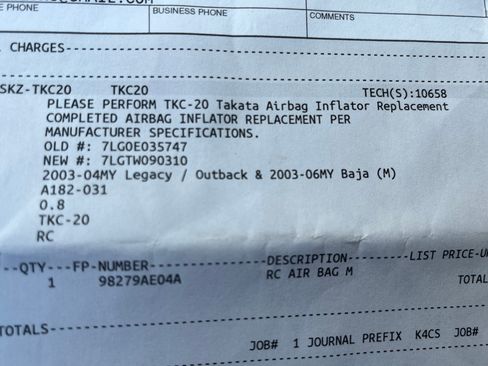 E PHONE
BUSINESS PHONE
COMMENTS
CHARGES
SKZ-TKC20 TKC20 TECH(S):10658
PLEASE PERFORM TKC-20 Takata Airbag Inflator Replacement
COMPLETED AIRBAG INFLATOR REPLACEMENT PER
MANUFACTURER SPECIFICATIONS.
OLD #: 7LG0E035747
NEW #: 7LGTW090310
2003-04MY Legacy / Outback & 2003-06MY Baja (M)
A182-031
0.8
TKC-20
RC
--QTY---FP-NUMBER---------------DESCRIPTION---------LIST PRICE-U
1 98279AE04A RC AIR BAG M
TOTAL
TOTALS
JOB# 1 JOURNAL PREFIX K4CS JOB#